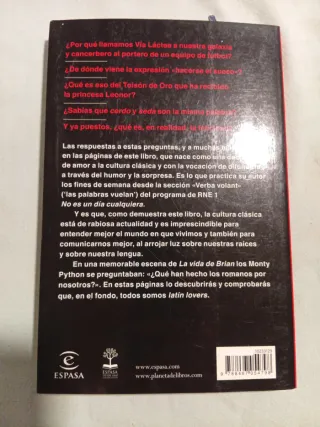 ¿Por qué llamamos Vía Láctea a nuestra galaxia
y cancerbero al portero de un equipo de fútbol?
¿De dónde viene la expresión «hacerse el sueco»?
¿Qué es eso del Toisón de Oro que ha recibido
la princesa Leonor?
¿Sabías que cerdo y seda son la misma palabra?
Y ya puestos, ¿qué es, en realidad, la
Las respuestas a estas preguntas, y a muchas
en las páginas de este libro, que nace como
de amor a la cultura clásica y con la vocación de
a través del humor y la sorpresa. Es lo que practica su autor
los fines de semana desde la sección «Verba volant»
(«las palabras vuelan») del programa de RNE 1
No es un día cualquiera.
Y es que, como demuestra este libro, la cultura clásica
está de rabiosa actualidad y es imprescindible para
entender mejor el mundo en que vivimos y también para
comunicarnos mejor, al arrojar luz sobre nuestras raíces
y sobre nuestra lengua.
En una memorable escena de La vida de Brian los Monty
Python se preguntaban: «¿Qué han hecho los romanos por
nosotros?». En estas páginas lo descubrirás y comprobarás
que, en el fondo, todos somos latin lovers.
ESPASA
www.espasa.com
www.planetadelibros.com